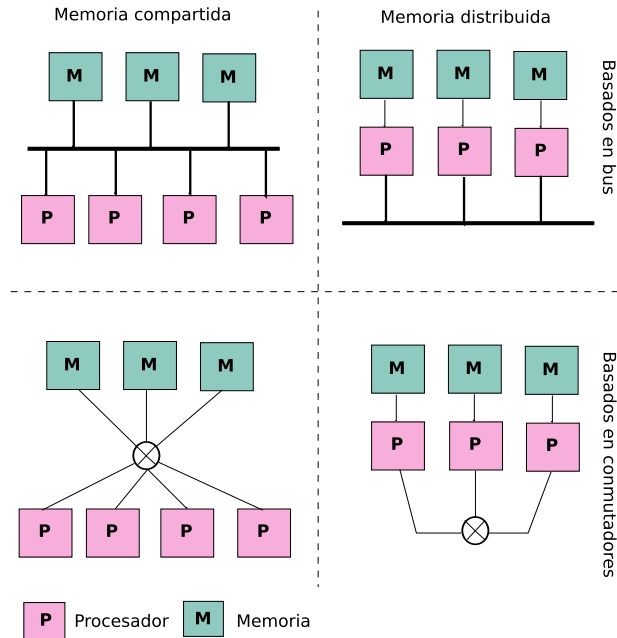 Memoria compartida
Memoria distribuida
M M M
P P P P
M M M
P P P
Basados en bus
M M M
P P P P
M M M
P P P
Basados en conmutadores
P Procesador M Memoria